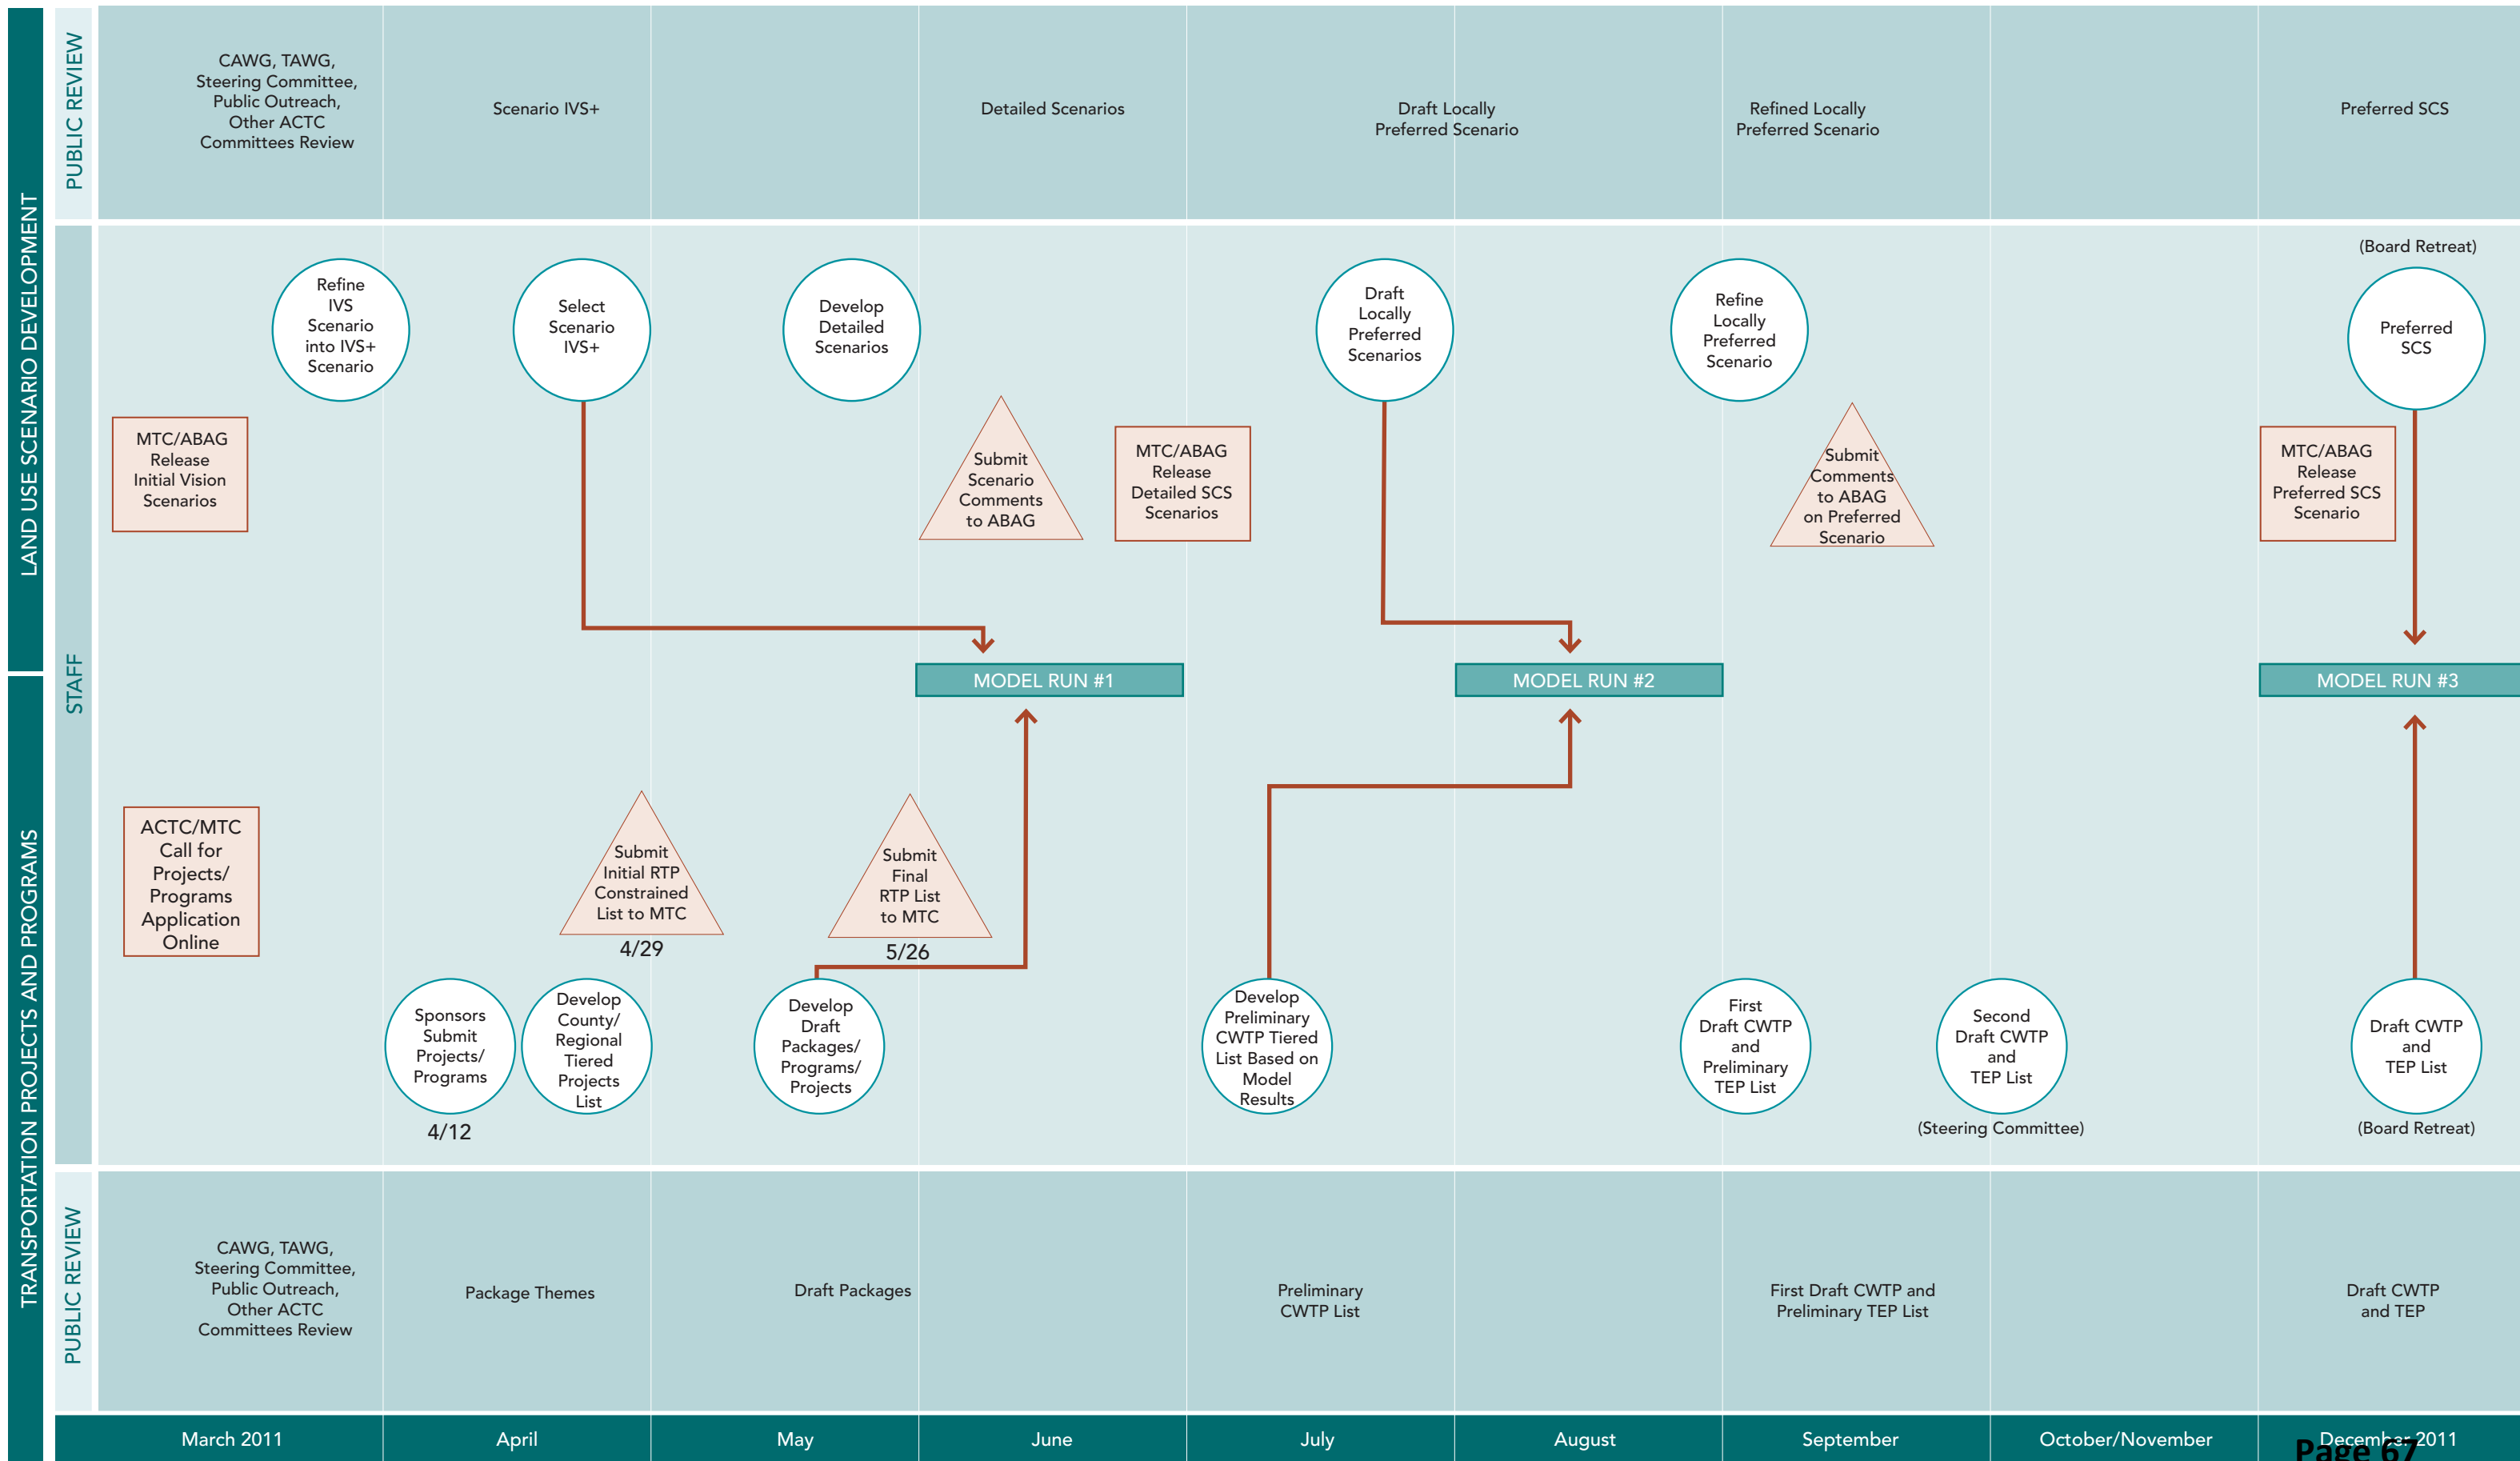 LAND USE SCENARIO DEVELOPMENT
TRANSPORTATION PROJECTS AND PROGRAMS
PUBLIC REVIEW
CAWG, TAWG,
Steering Committee,
Public Outreach,
Other ACTC
Committees Review
Scenario IVS+
Detailed Scenarios
Draft Locally
Preferred Scenario
Refined Locally
Preferred Scenario
Preferred SCS
STAFF
Refine
IVS
Scenario
into IVS+
Scenario
Select
Scenario
IVS+
Develop
Detailed
Scenarios
Draft
Locally
Preferred
Scenarios
Refine
Locally
Preferred
Scenario
(Board Retreat)
Preferred
SCS
MTC/ABAG
Release
Initial Vision
Scenarios
Submit
Scenario
Comments
to ABAG
MTC/ABAG
Release
Detailed SCS
Scenarios
Submit
Comments
to ABAG
on Preferred
Scenario
MTC/ABAG
Release
Preferred SCS
Scenario
MODEL RUN #1
MODEL RUN #2
MODEL RUN #3
ACTC/MTC
Call for
Projects/
Programs
Application
Online
Submit
Initial RTP
Constrained
List to MTC
4/29
Submit
Final
RTP List
to MTC
5/26
Sponsors
Submit
Projects/
Programs
4/12
Develop
County/
Regional
Tiered
Projects
List
Develop
Draft
Packages/
Programs/
Projects
Develop
Preliminary
CWTP Tiered
List Based on
Model
Results
First
Draft CWTP
and
Preliminary
TEP List
Second
Draft CWTP
and
TEP List
(Steering Committee)
Draft CWTP
and
TEP List
(Board Retreat)
PUBLIC REVIEW
CAWG, TAWG,
Steering Committee,
Public Outreach,
Other ACTC
Committees Review
Package Themes
Draft Packages
Preliminary
CWTP List
First Draft CWTP and
Preliminary TEP List
Draft CWTP
and TEP
March 2011
April
May
June
July
August
September
October/November
December 2011
Page 67